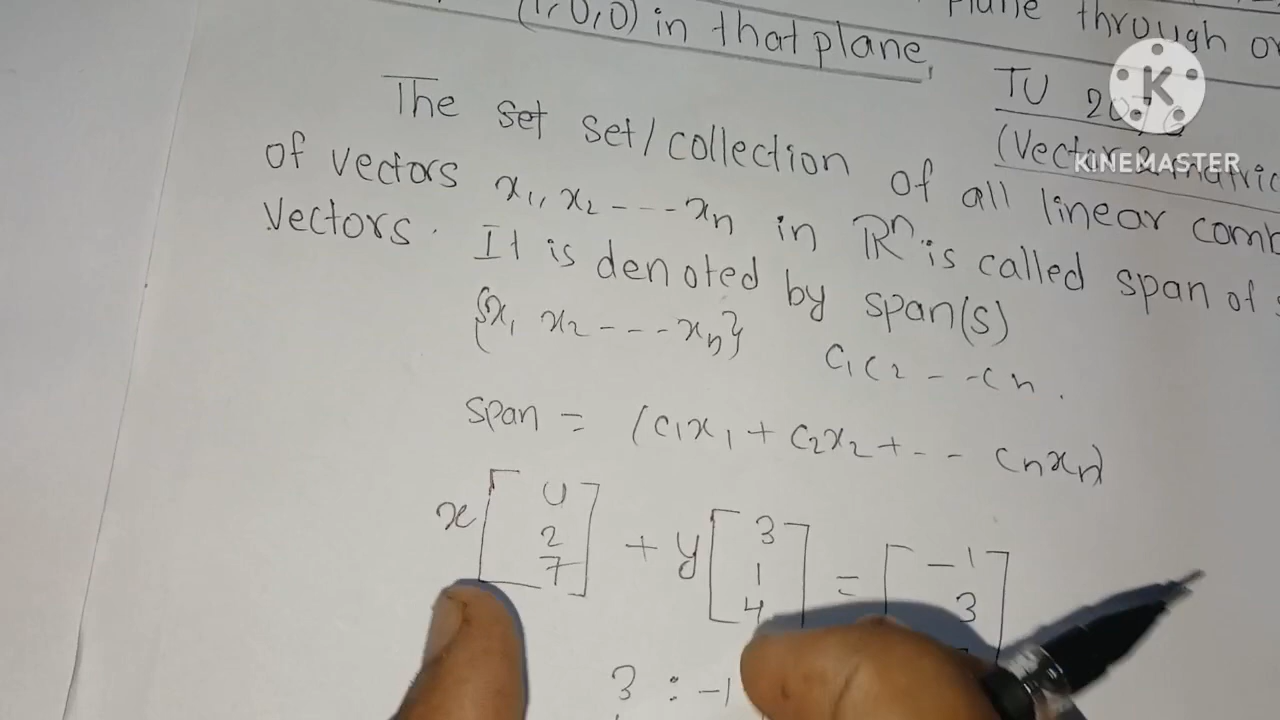 (1,0,0) in that plane,
Plane through
TU
KINEMASTER
The set set/collection of all linear
of vectors x₁, x₂ ----- xₙ in ℝⁿ is called span of
vectors. It is denoted by span(s)
{x₁ x₂ ---- xₙ}
c₁ c₂ - - cₙ.
span = (c₁x₁ + c₂x₂ + -- -- cₙxₙ)
x [ 2 7 ] + y [ 3 1 4 ] = [ -1 3
3 : -1